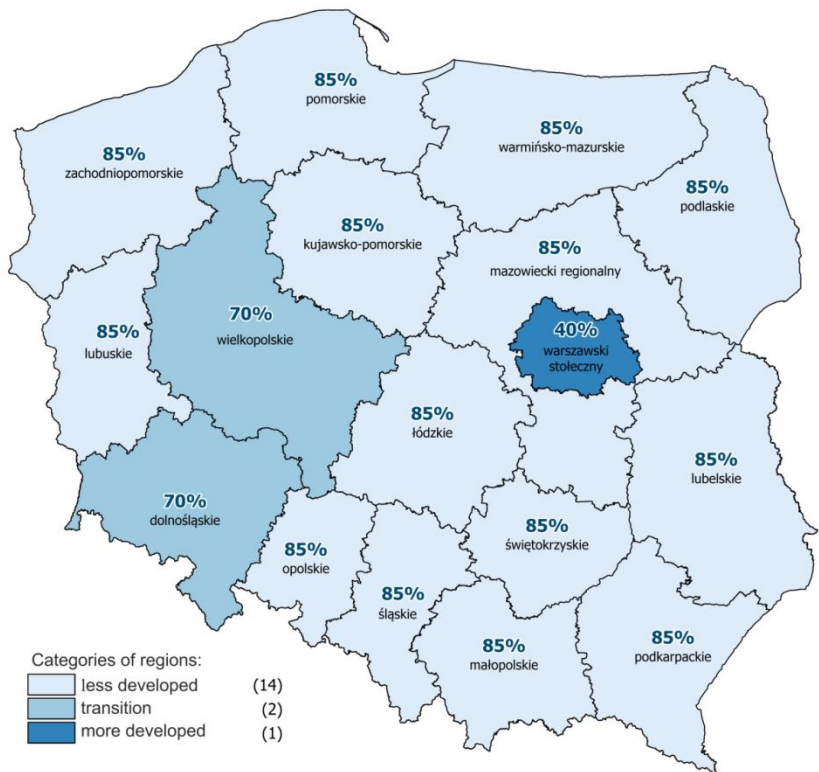 85%
pomorskie
85%
warmińsko-mazurskie
85%
zachodniopomorskie
85%
podlaskie
85%
kujawsko-pomorskie
85%
mazowiecki regionalny
70%
wielkopolskie
40%
warszawski
stołeczny
85%
lubuskie
85%
łódzkie
85%
lubelskie
70%
dolnośląskie
85%
świętokrzyskie
85%
opolskie
85%
śląskie
85%
małopolskie
85%
podkarpackie
Categories of regions:
less developed (14)
transition (2)
more developed (1)